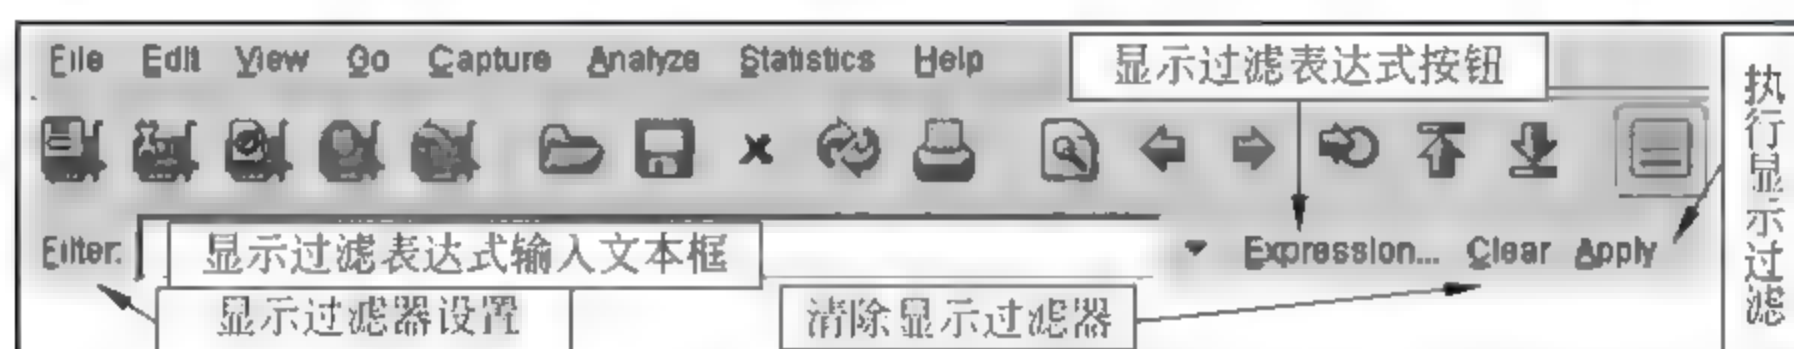 File Edit View Go Capture Analyze Statistics Help
显示过滤表达式按钮
执行显示过滤
Filter:
显示过滤表达式输入文本框
Expression... Clear Apply
显示过滤器设置
清除显示过滤器